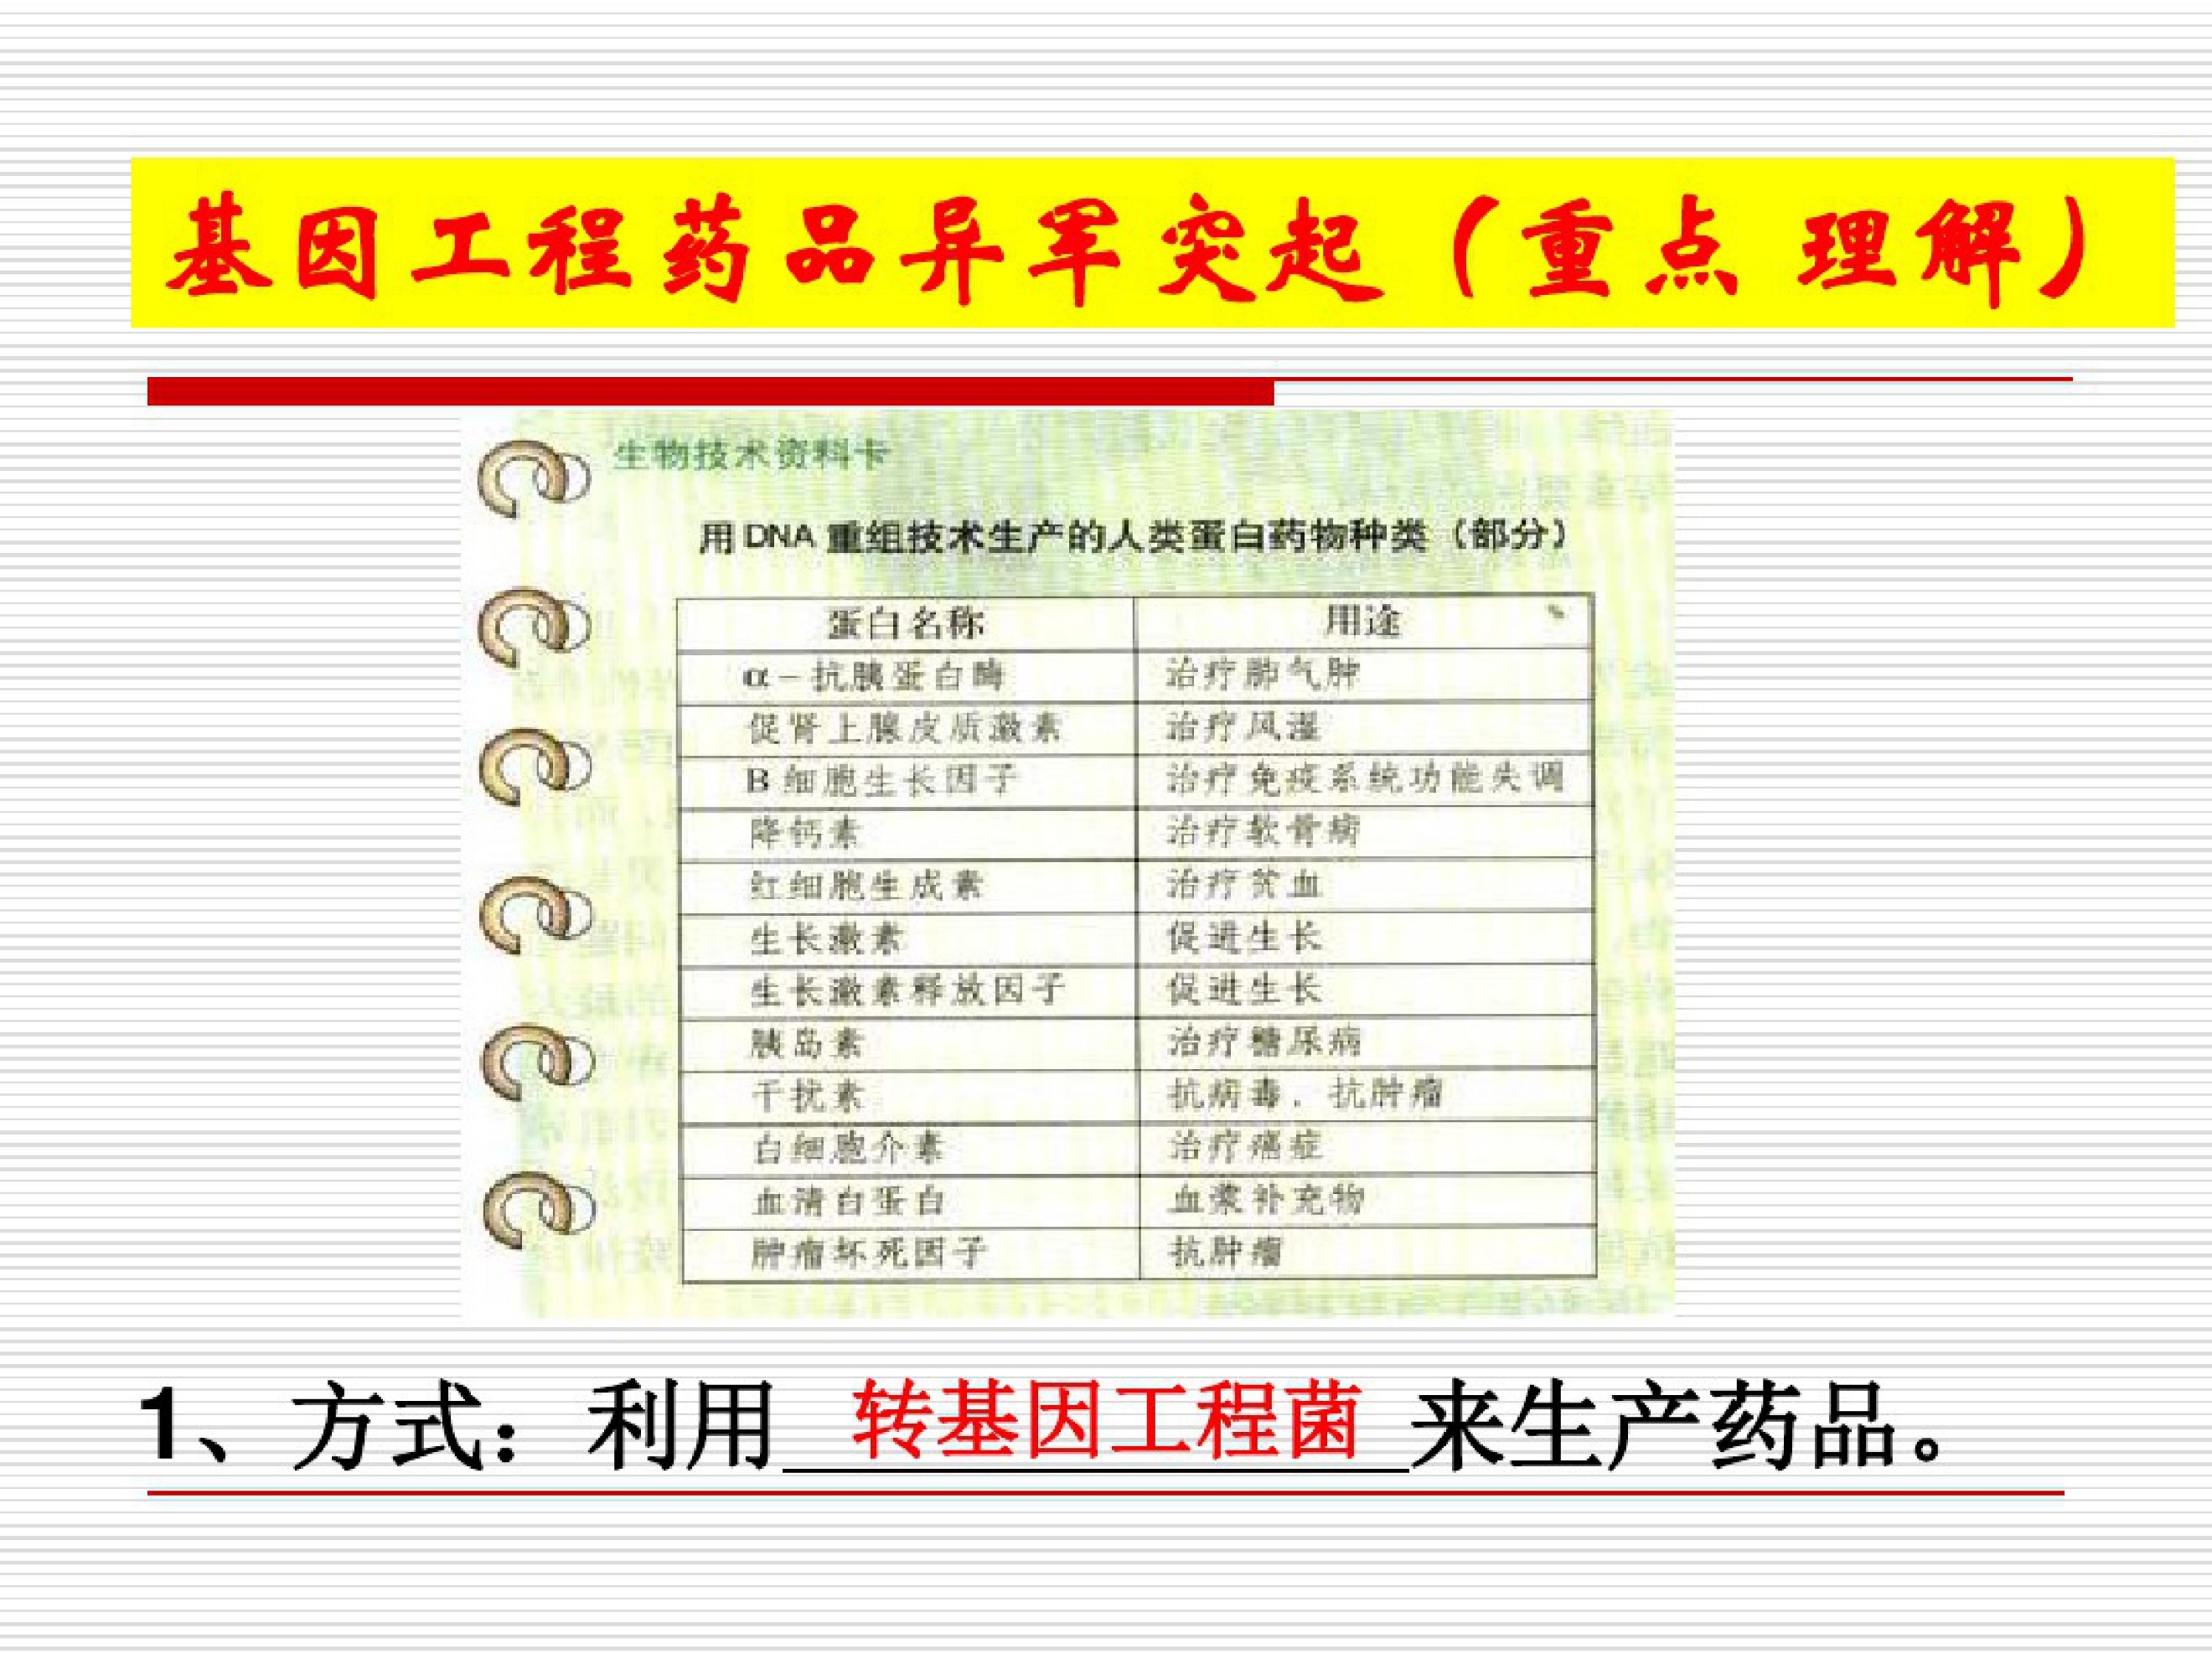 基因工程药品异军突起（重点 理解）
生物技术资料卡
用DNA重组技术生产的人类蛋白药物种类（部分）
蛋白名称 用途
α－抗胰蛋白酶 治疗肺气肿
促肾上腺皮质激素 治疗风湿
B细胞生长因子 治疗免疫系统功能失调
降钙素 治疗软骨病
红细胞生成素 治疗贫血
生长激素 促进生长
生长激素释放因子 促进生长
胰岛素 治疗糖尿病
干扰素 抗病毒、抗肿瘤
白细胞介素 治疗癌症
血清白蛋白 血浆补充物
肿瘤坏死因子 抗肿瘤
1、方式：利用 转基因工程菌 来生产药品。